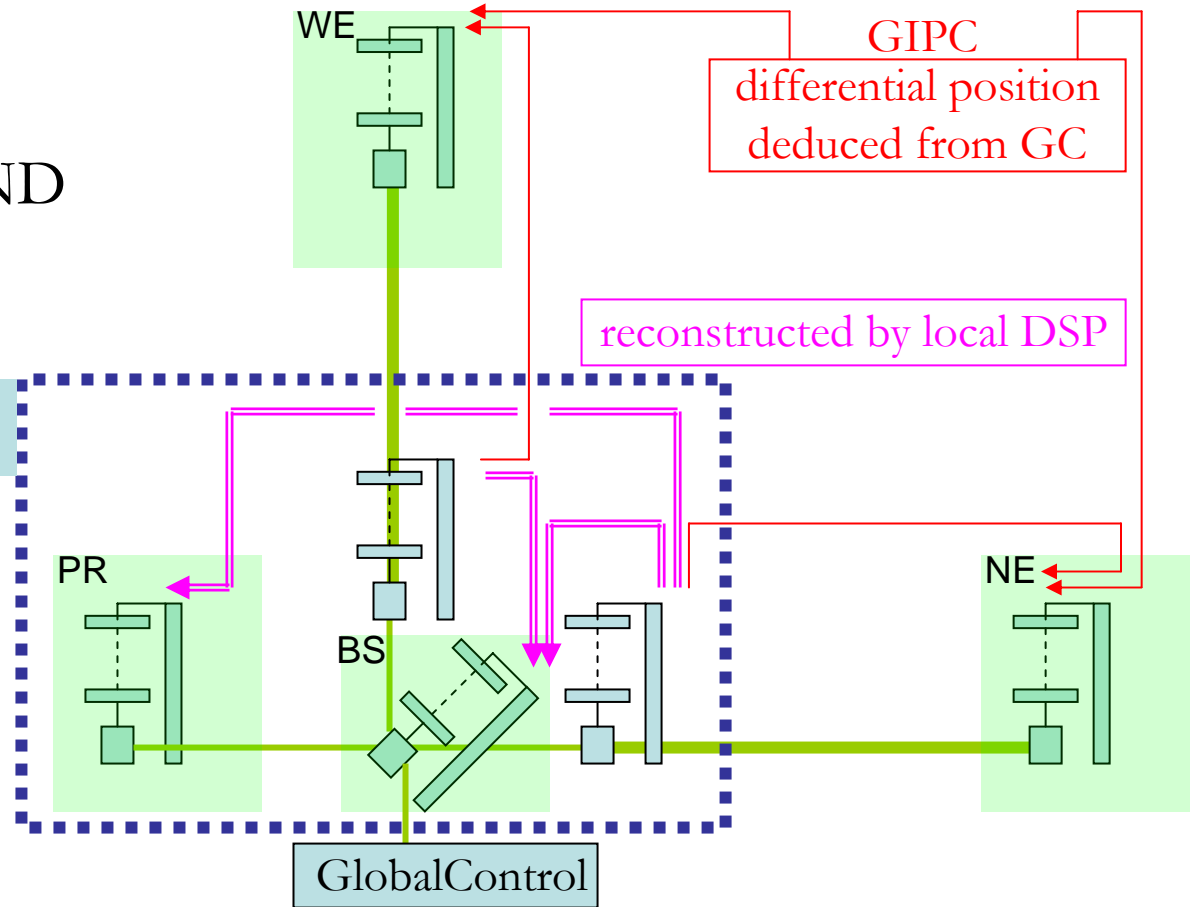 WE
GIPC
differential position
deduced from GC
ND
reconstructed by local DSP
PR
NE
BS
GlobalControl